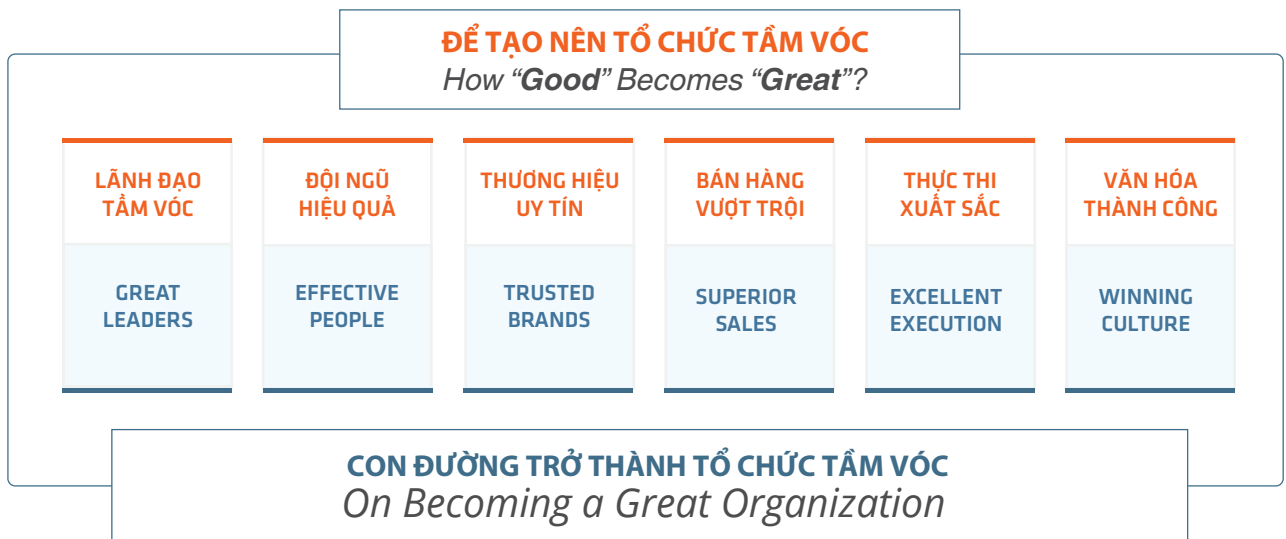 ĐỂ TẠO NÊN TỔ CHỨC TẦM VÓC
How “Good” Becomes “Great”?
LÃNH ĐẠO
TẦM VÓC
GREAT
LEADERS
ĐỘI NGŨ
HIỆU QUẢ
EFFECTIVE
PEOPLE
THƯƠNG HIỆU
UY TÍN
TRUSTED
BRANDS
BÁN HÀNG
VƯỢT TRỘI
SUPERIOR
SALES
THỰC THI
XUẤT SẮC
EXCELLENT
EXECUTION
VĂN HÓA
THÀNH CÔNG
WINNING
CULTURE
CON ĐƯỜNG TRỞ THÀNH TỔ CHỨC TẦM VÓC
On Becoming a Great Organization